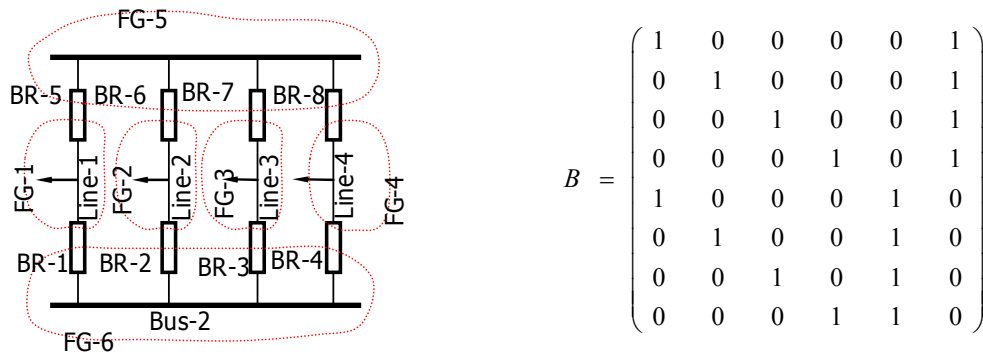 FG-5
BR-5 BR-6 BR-7 BR-8
FG-1 Line-1 FG-2 Line-2 FG-3 Line-3 Line-4 FG-4
BR-1 BR-2 BR-3 BR-4
Bus-2
FG-6
B =
1 0 0 0 0 1
0 1 0 0 0 1
0 0 1 0 0 1
0 0 0 1 0 1
1 0 0 0 1 0
0 1 0 0 1 0
0 0 1 0 1 0
0 0 0 1 1 0